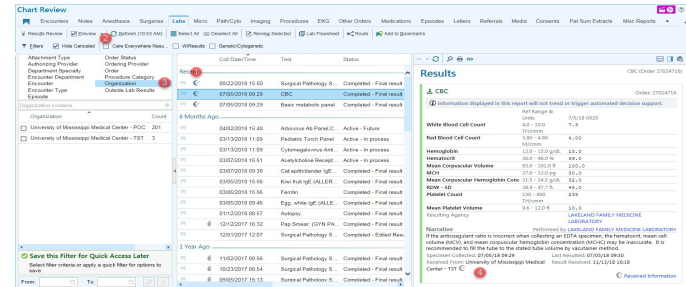 Chart Review
Encounters Notes Anesthesia Surgeries Labs Micro Path/Cyto Imaging Procedures EKG Other Orders Medications Episodes Letters Referrals Media Consents Pat Sum Extracts Misc Reports
Results Review Preview Refresh (10:55 AM) Select All Deselect All Review Selected Lab Flowsheet Route Add to Bookmarks
Filters Hide Canceled Care Everywhere Resu... WilResults Genetic/Cytogenetic
2
Attachment Type Order Status
Authorizing Provider Ordering Provider
Department Specialty Order
Encounter Department Procedure Category
Encounter Organization
Encounter Type Outside Lab Results
Episode
3
Organization contains...
Organization Count
University of Mississippi Medical Center - POC 201
University of Mississippi Medical Center - TST 3
Save this Filter for Quick Access Later
Select filter criteria or apply a quick filter for options to
save
From: To:
Coll Date/Time Test Status
Recent
1
06/22/2018 15:50 Surgical Pathology S... Completed - Final result
07/05/2018 09:29 CBC Completed - Final result
07/05/2018 09:29 Basic metabolic panel Completed - Final result
6 Months Ago
04/02/2018 15:49 Arbovirus Ab Panel,C... Active - Future
03/13/2018 11:09 Pediatric Torch Panel Active - In process
03/13/2018 11:09 Cytomegalovirus Anti... Active - In process
03/07/2018 15:51 Acetylcholine Recept... Active - In process
03/07/2018 09:38 Cat epith/dander IgE... Completed - Final result
03/05/2018 15:56 Kiwi fruit IgE (ALLER... Completed - Final result
03/05/2018 15:56 Ferritin Completed - Final result
03/05/2018 09:46 Egg, white IgE (ALLE... Completed - Final result
01/12/2018 08:57 Autopsy Completed - Final result
12/12/2017 16:32 Pap Smear: (GYN PA... Completed - Final result
12/01/2017 12:07 Surgical Pathology S... Completed - Edited Resu
1 Year Ago
11/02/2017 08:56 Surgical Pathology S... Completed - Final result
10/23/2017 08:54 Surgical Pathology S... Completed - Final result
09/05/2017 15:13 Surgical Pathology S... Completed - Final result
Results
CBC (Order 27024716)
CBC Order: 27024716
Information displayed in this report will not trend or trigger automated decision support.
Ref Range &
Units 7/5/18 0929
White Blood Cell Count 4.0 - 10.0
TH/cmm
Red Blood Cell Count 3.80 - 4.80 4.00
M/cmm
Hemoglobin 12.0 - 15.0 g/dL 13.0
Hematocrit 36.0 - 46.0 % 39.0
Mean Corpuscular Volume 83.0 - 101.0 fl 100.0
MCH 27.0 - 32.0 pg 30.0
Mean Corpuscular Hemoglobin Conc 31.5 - 34.5 g/dL 32.0
RDW - SD 38.4 - 47.7 fL 45.0
Platelet Count 150 - 400 235
TH/cmm
Mean Platelet Volume 9.6 - 12.0 fl 10.0
Resulting Agency LAKELAND FAMILY MEDICINE
LABORATORY
Narrative Performed by LAKELAND FAMILY MEDICINE LABORATORY
If the anticoagulant ratio is incorrect when collecting an EDTA specimen, the hematocrit, mean cell
volume (MCV), and mean corpuscular hemoglobin concentration (MCHC) may be inaccurate. It is
recommended to fill the tube to the stated tube volume by vacutainer method.
Specimen Collected: 07/05/18 09:29 Last Resulted: 07/05/18 09:30
Received From: University of Mississippi Medical Result Received: 11/13/18 16:18
Center - TST
4
Received Information